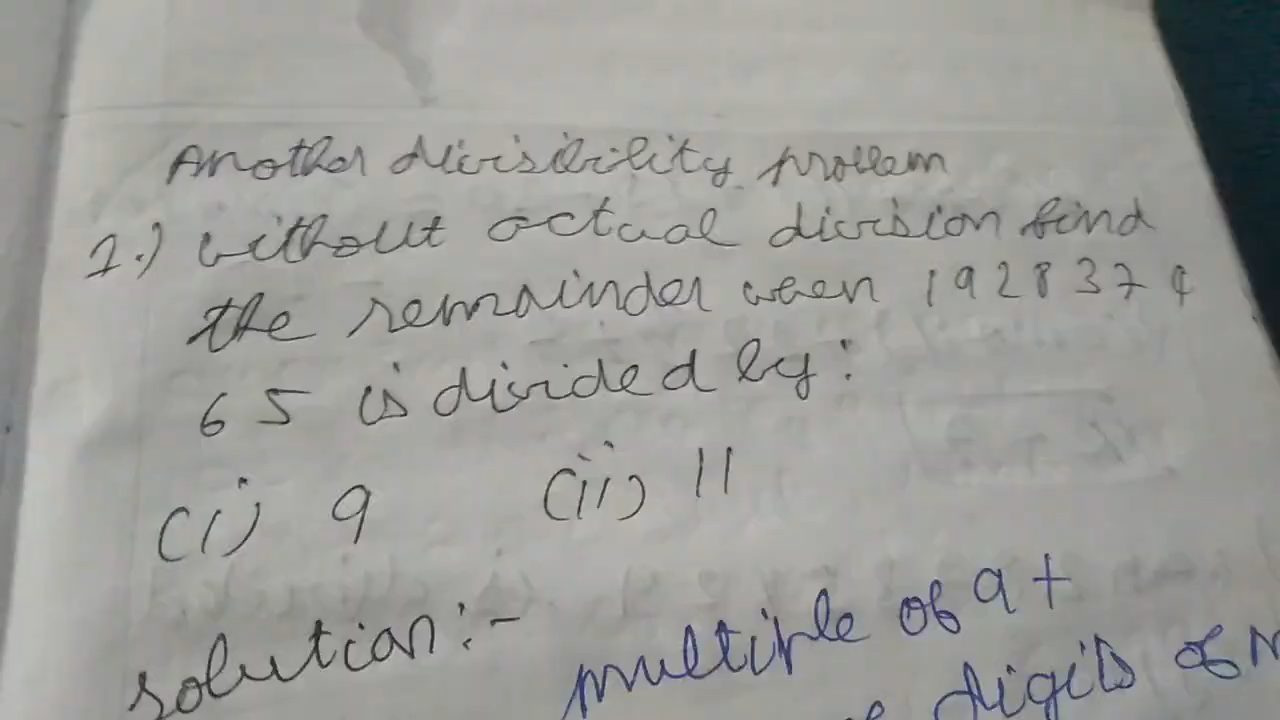 Another divisibility problem
2.) without actual division find
the remainder when 1928374
65 is divided by:
(i) 9 (ii) 11
solution:-
multiple of 9+
digits of